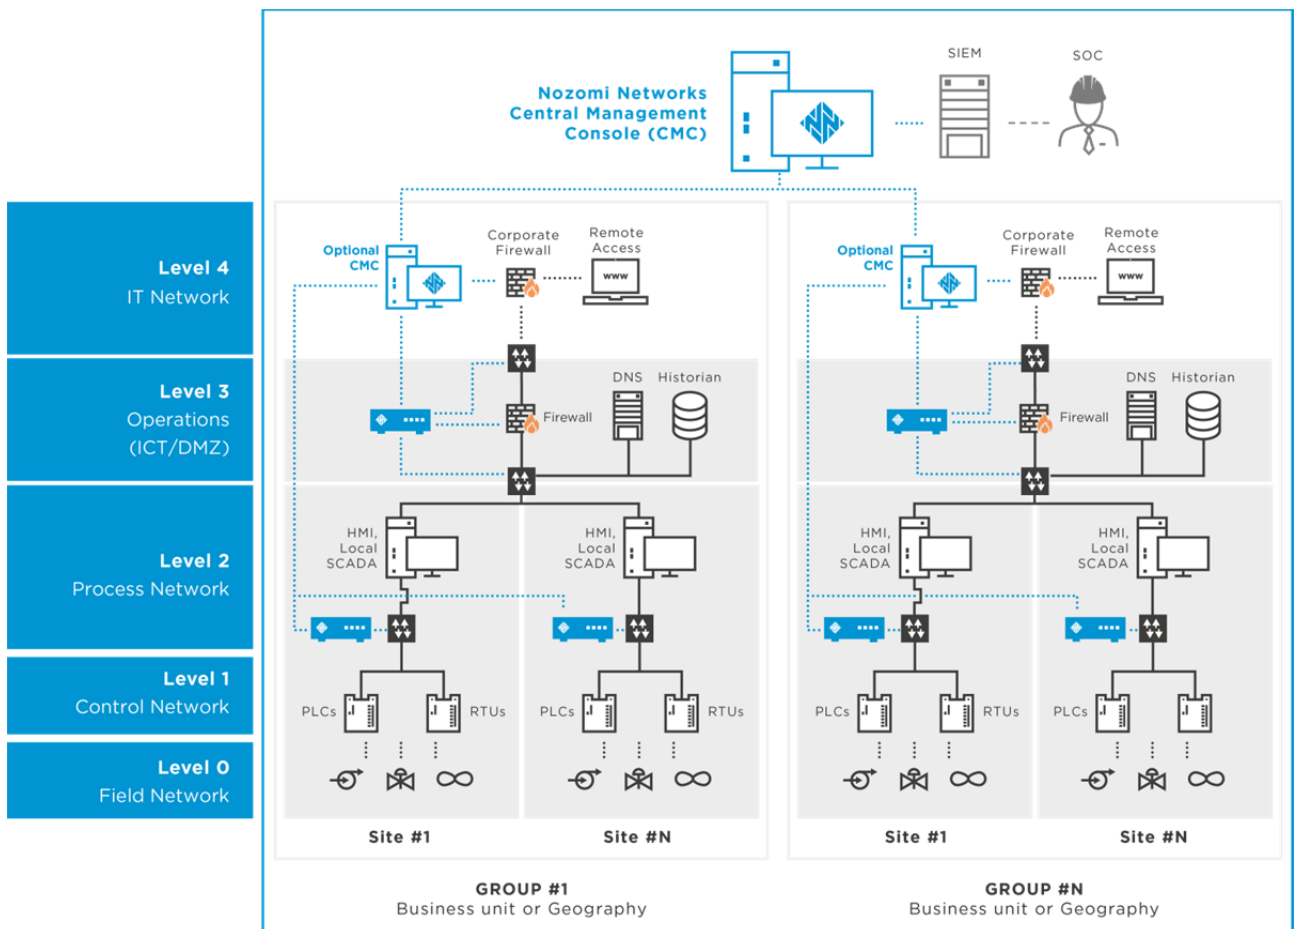 SIEM
SOC
Nozomi Networks
Central Management
Console (CMC)
Level 4
IT Network
Level 3
Operations
(ICT/DMZ)
Level 2
Process Network
Level 1
Control Network
Level 0
Field Network
Optional
CMC
Corporate
Firewall
Remote
Access
www
DNS
Historian
Firewall
HMI,
Local
SCADA
HMI,
Local
SCADA
PLCs
RTUs
PLCs
RTUs
Site #1
Site #N
GROUP #1
Business unit or Geography
Optional
CMC
Corporate
Firewall
Remote
Access
www
DNS
Historian
Firewall
HMI,
Local
SCADA
HMI,
Local
SCADA
PLCs
RTUs
PLCs
Site #1
Site #N
GROUP #N
Business unit or Geography